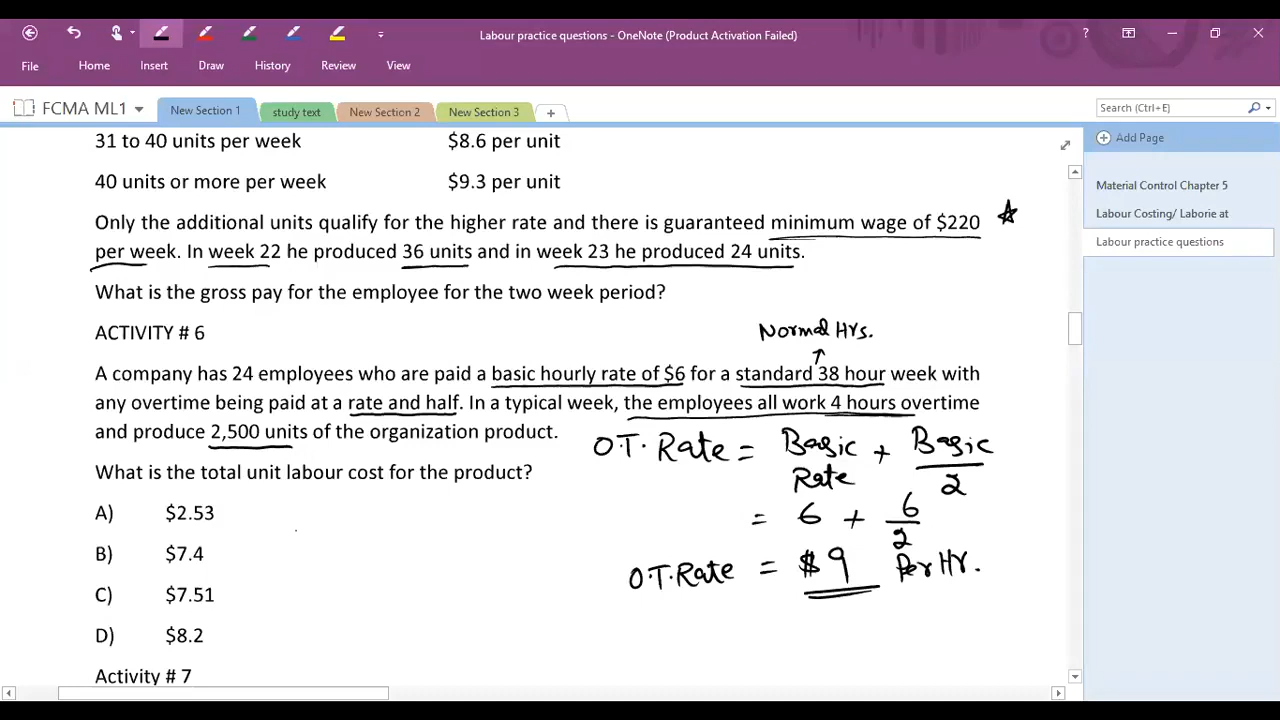 Labour practice questions - OneNote (Product Activation Failed)
?
File Home Insert Draw History Review View
FCMA ML1 New Section 1 study text New Section 2 New Section 3 +
Search (Ctrl+E)
Add Page
Material Control Chapter 5
Labour Costing/ Laborie at
Labour practice questions
31 to 40 units per week $8.6 per unit
40 units or more per week $9.3 per unit
Only the additional units qualify for the higher rate and there is guaranteed minimum wage of $220
per week. In week 22 he produced 36 units and in week 23 he produced 24 units.
What is the gross pay for the employee for the two week period?
ACTIVITY # 6
Normal Hrs.
A company has 24 employees who are paid a basic hourly rate of $6 for a standard 38 hour week with
any overtime being paid at a rate and half. In a typical week, the employees all work 4 hours overtime
and produce 2,500 units of the organization product.
O.T. Rate = Basic Rate + Basic/2
What is the total unit labour cost for the product?
A) $2.53
= 6 + 6/2
B) $7.4
O.T.Rate = $9 Per Hr.
C) $7.51
D) $8.2
Activity # 7